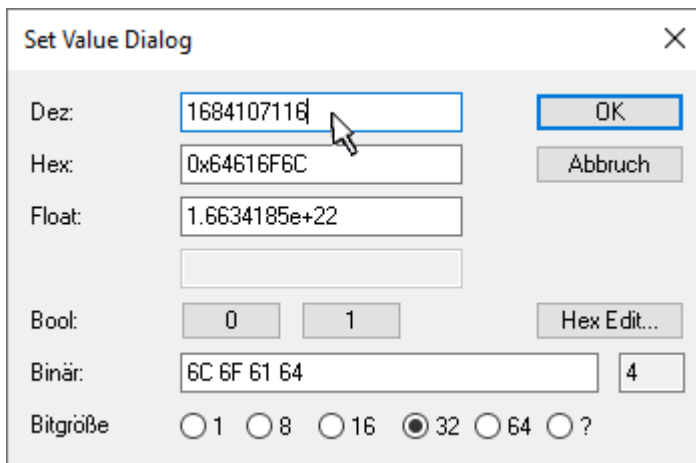 Set Value Dialog
Dez: 1684107116 OK
Hex: 0x64616F6C Abbruch
Float: 1.6634185e+22
Bool: 0 1 Hex Edit...
Binär: 6C 6F 61 64 4
Bitgröße 1 8 16 32 64 ?